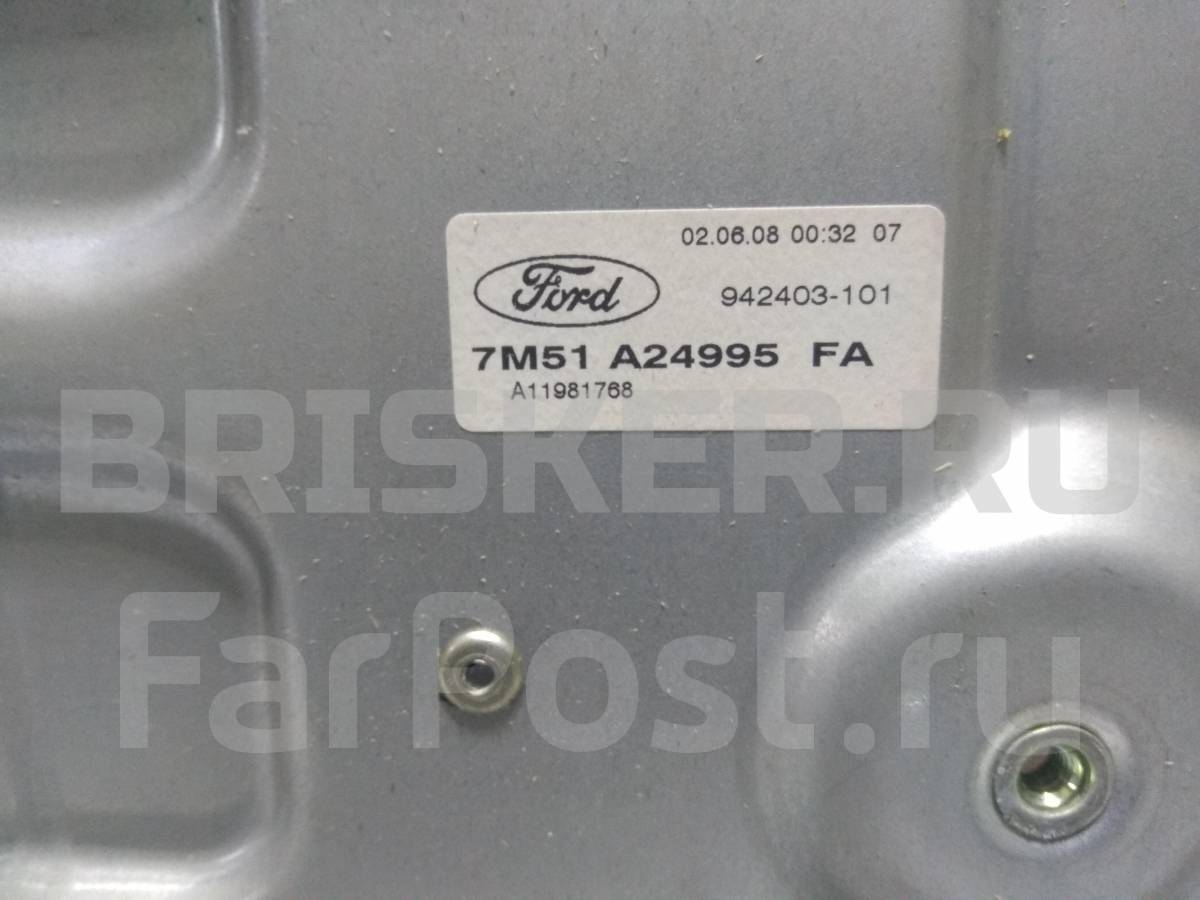 02.06.08 00:32 07
Ford
942403-101
7M51 A24995 FA
A11981768
BRISKER.RU
FarPost.ru